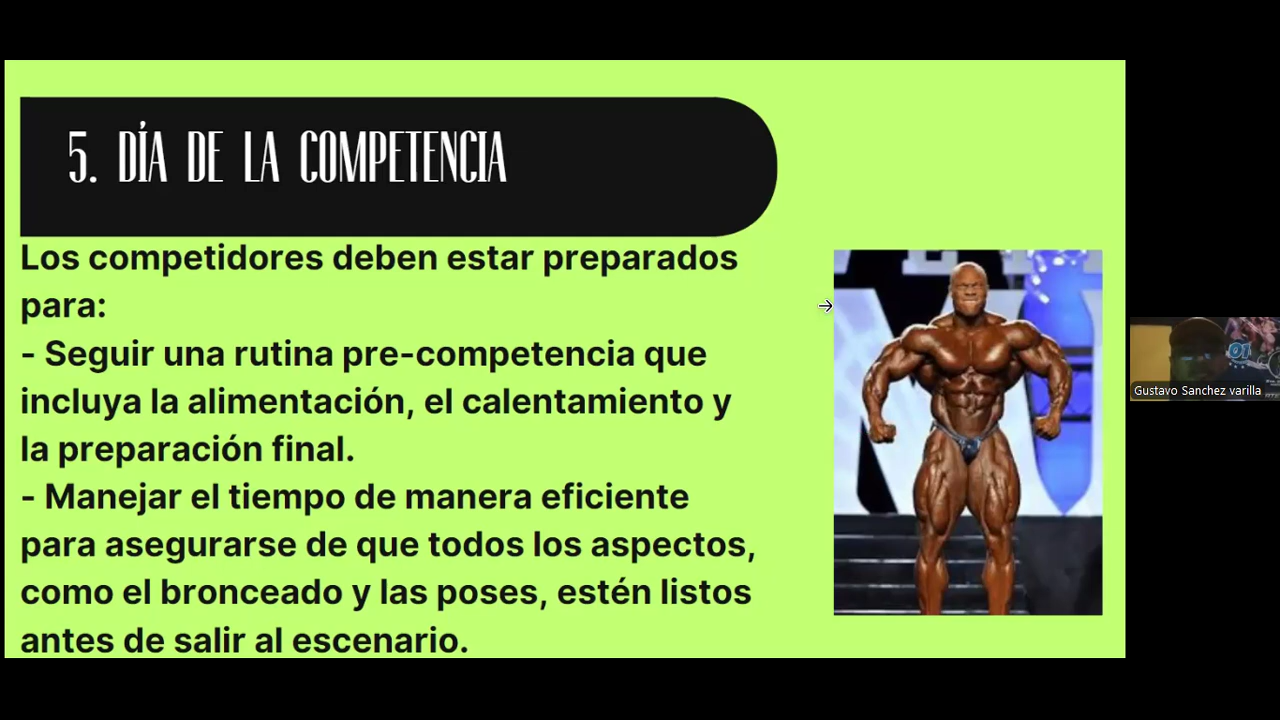 5. DÍA DE LA COMPETENCIA
Los competidores deben estar preparados
para:
- Seguir una rutina pre-competencia que
incluya la alimentación, el calentamiento y
la preparación final.
- Manejar el tiempo de manera eficiente
para asegurarse de que todos los aspectos,
como el bronceado y las poses, estén listos
antes de salir al escenario.
01
Gustavo Sanchez varilla